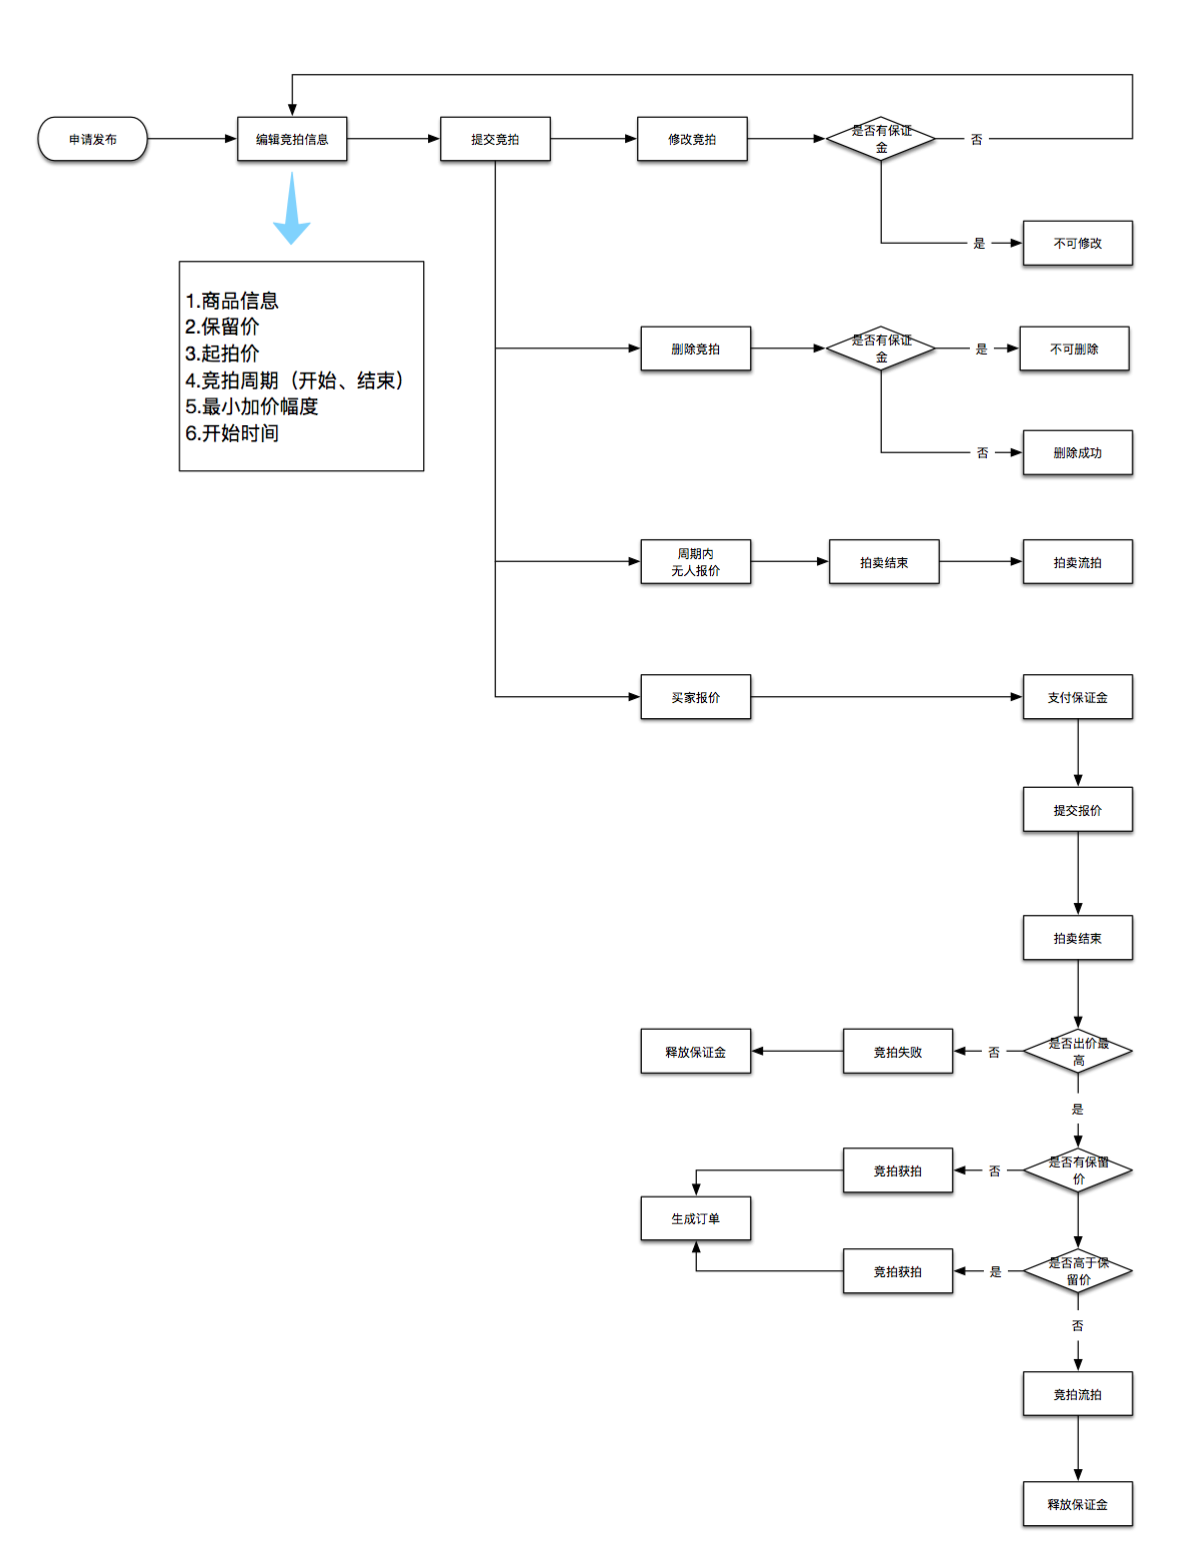 申请发布
编辑竞拍信息
提交竞拍
修改竞拍
是否有保证
金
否
是
不可修改
1.商品信息
2.保留价
3.起拍价
4.竞拍周期（开始、结束）
5.最小加价幅度
6.开始时间
删除竞拍
是否有保证
金
是
不可删除
否
删除成功
周期内
无人报价
拍卖结束
拍卖流拍
买家报价
支付保证金
提交报价
拍卖结束
释放保证金
竞拍失败
否
是否出价最
高
是
竞拍获拍
否
是否有保留
价
生成订单
竞拍获拍
是
是否高于保
留价
否
竞拍流拍
释放保证金